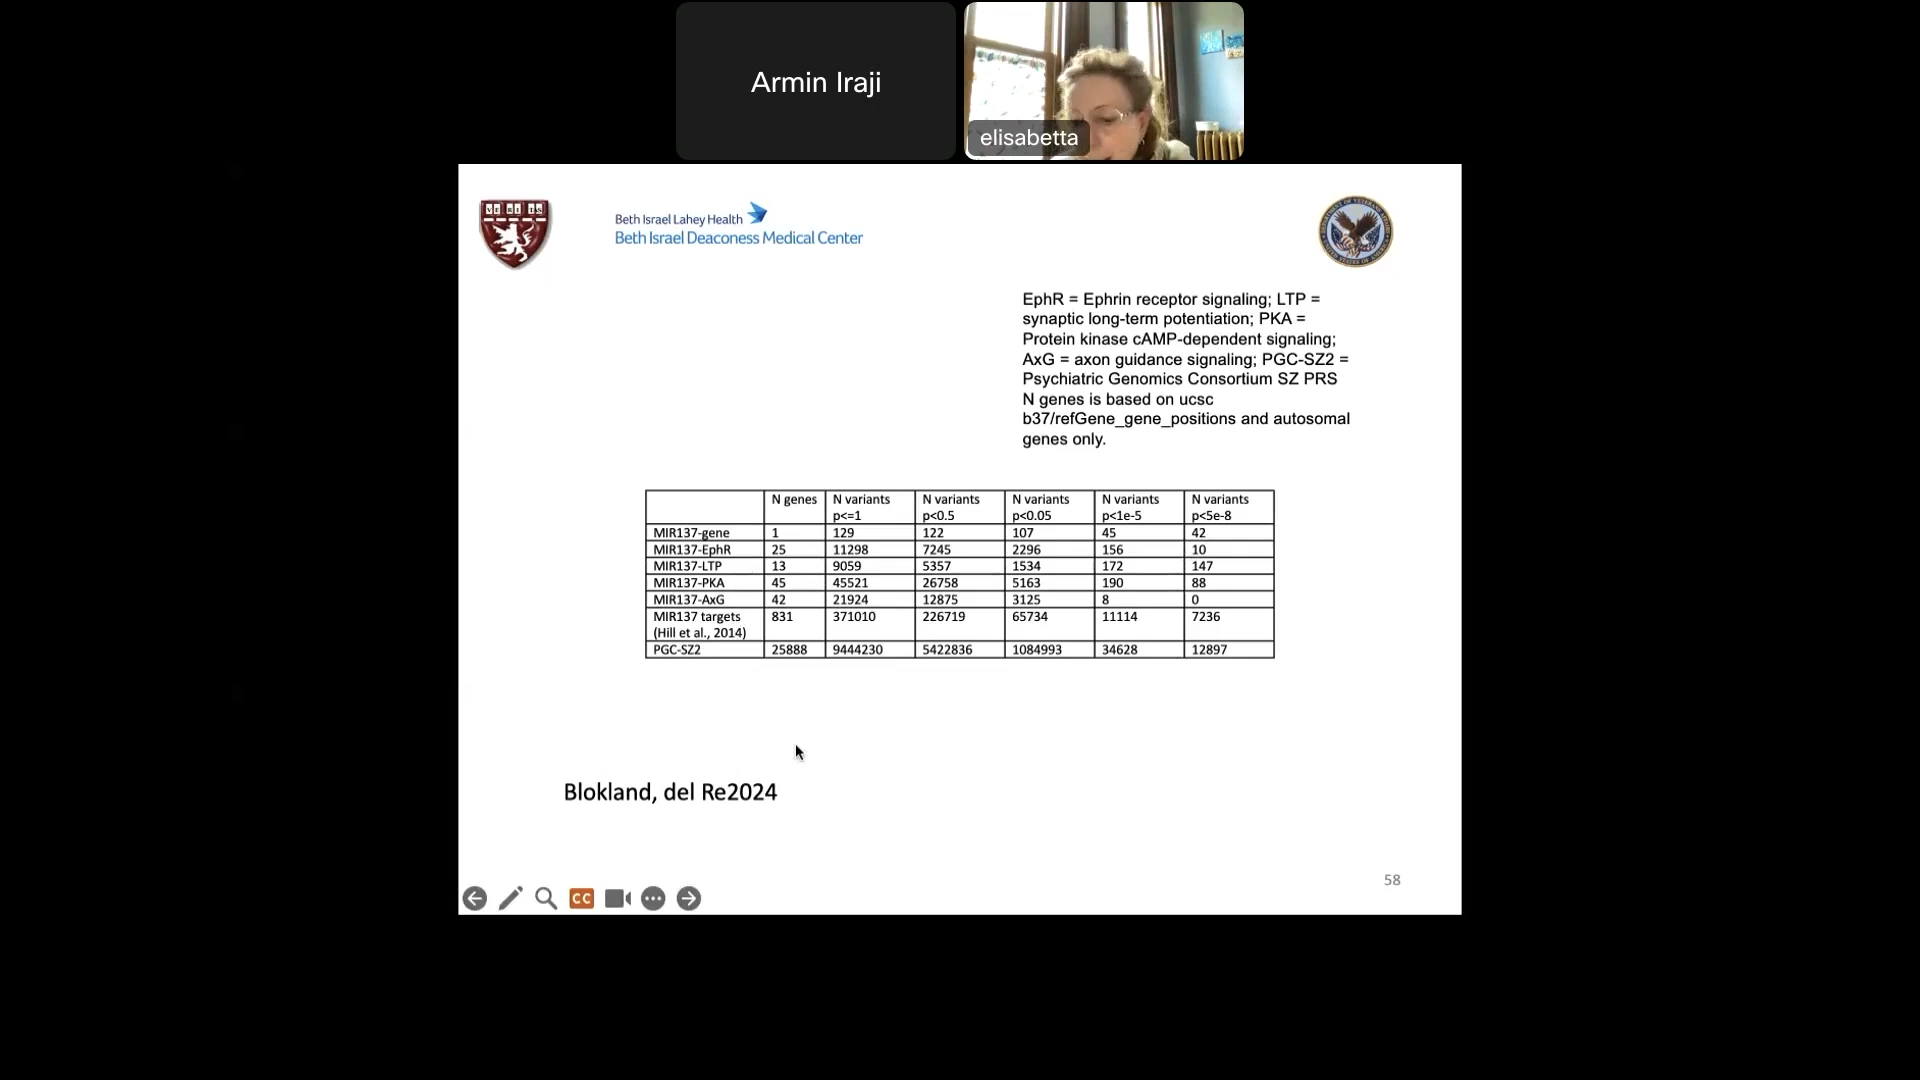 Armin Iraji
elisabetta
VE RI TAS
Beth Israel Lahey Health
Beth Israel Deaconess Medical Center
EphR = Ephrin receptor signaling; LTP =
synaptic long-term potentiation; PKA =
Protein kinase cAMP-dependent signaling;
AxG = axon guidance signaling; PGC-SZ2 =
Psychiatric Genomics Consortium SZ PRS
N genes is based on ucsc
b37/refGene_gene_positions and autosomal
genes only.
N genes N variants p<=1 N variants p<0.5 N variants p<0.05 N variants p<1e-5 N variants p<5e-8
MIR137-gene 1 129 122 107 45 42
MIR137-EphR 25 11298 7245 2296 156 10
MIR137-LTP 13 9059 5357 1534 172 147
MIR137-PKA 45 45521 26758 5163 190 88
MIR137-AxG 42 21924 12875 3125 8 0
MIR137 targets (Hill et al., 2014) 831 371010 226719 65734 11114 7236
PGC-SZ2 25888 9444230 5422836 1084993 34628 12897
Blokland, del Re2024
58
CC